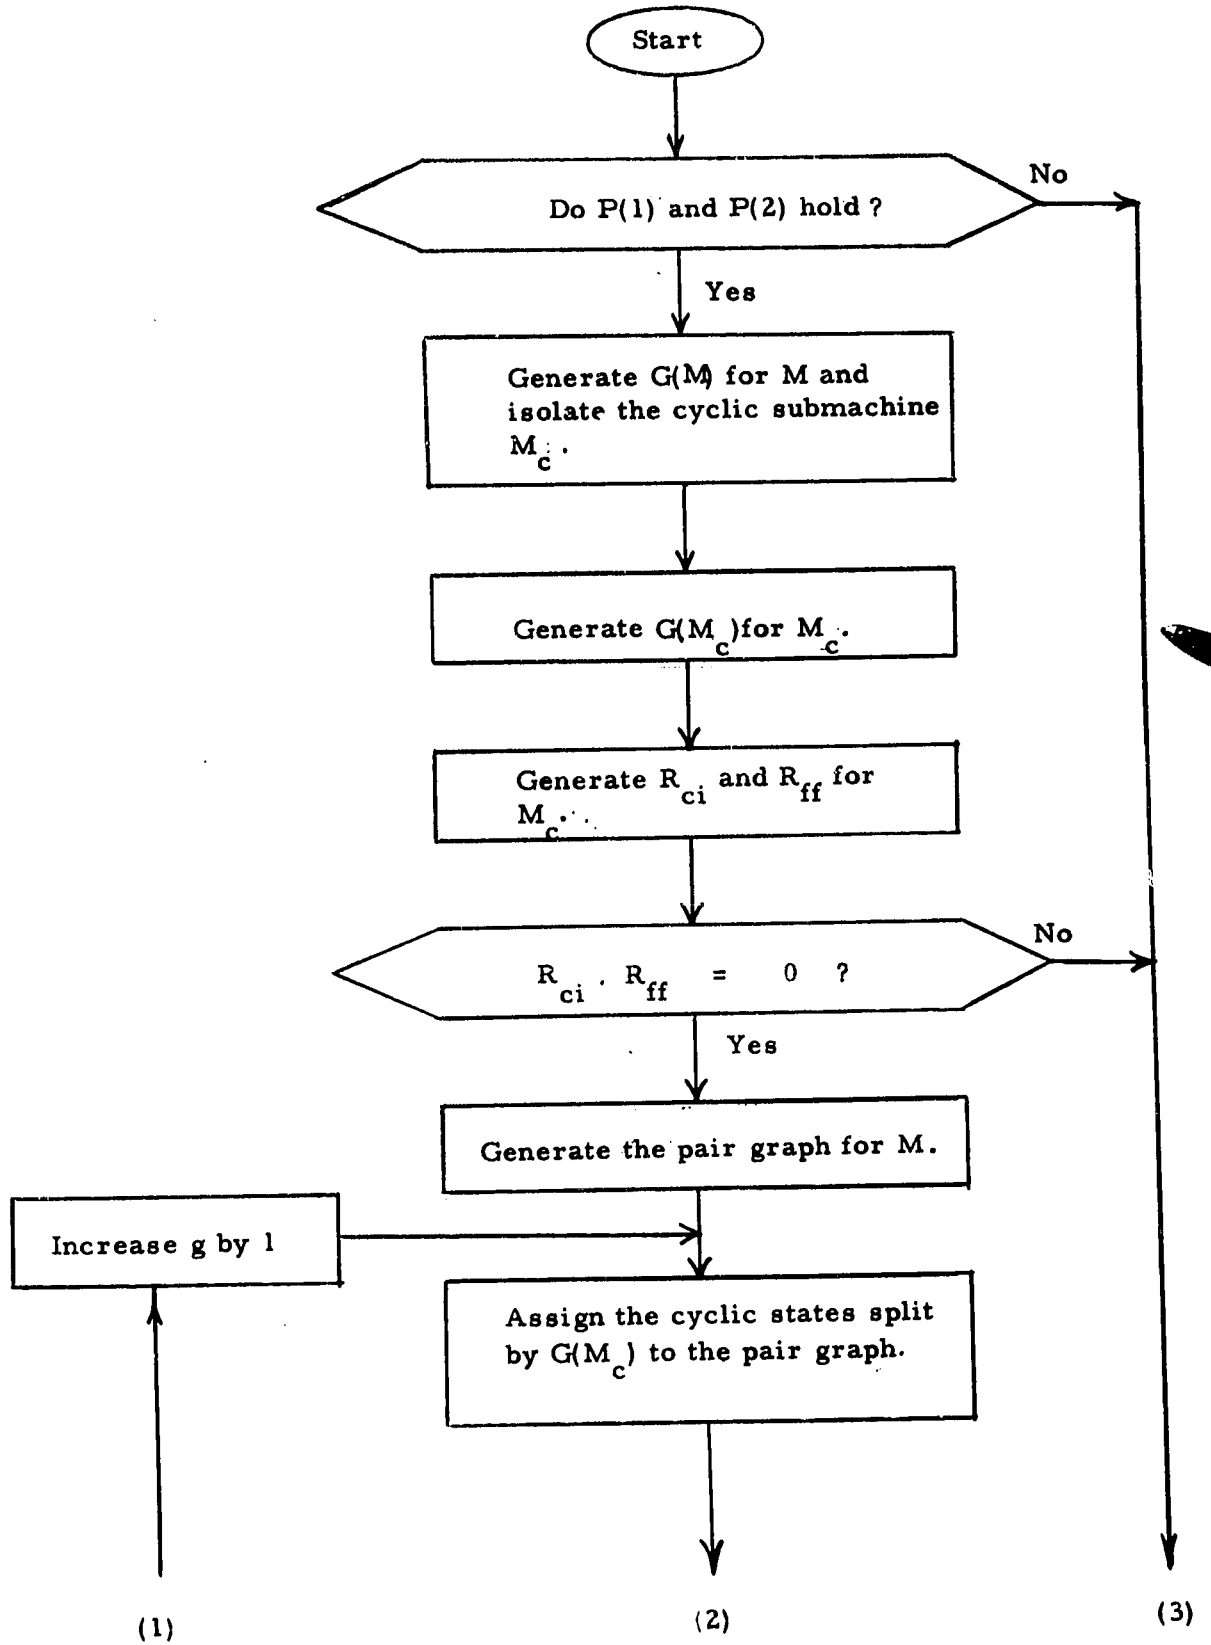 Start
No
Do P(1) and P(2) hold ?
Yes
Generate G(M) for M and
isolate the cyclic submachine
M_c .
Generate G(M_c) for M_c.
Generate R_ci and R_ff for
M_c.
No
R_ci . R_ff = 0 ?
Yes
Generate the pair graph for M.
Increase g by 1
Assign the cyclic states split
by G(M_c) to the pair graph.
(1)
(2)
(3)